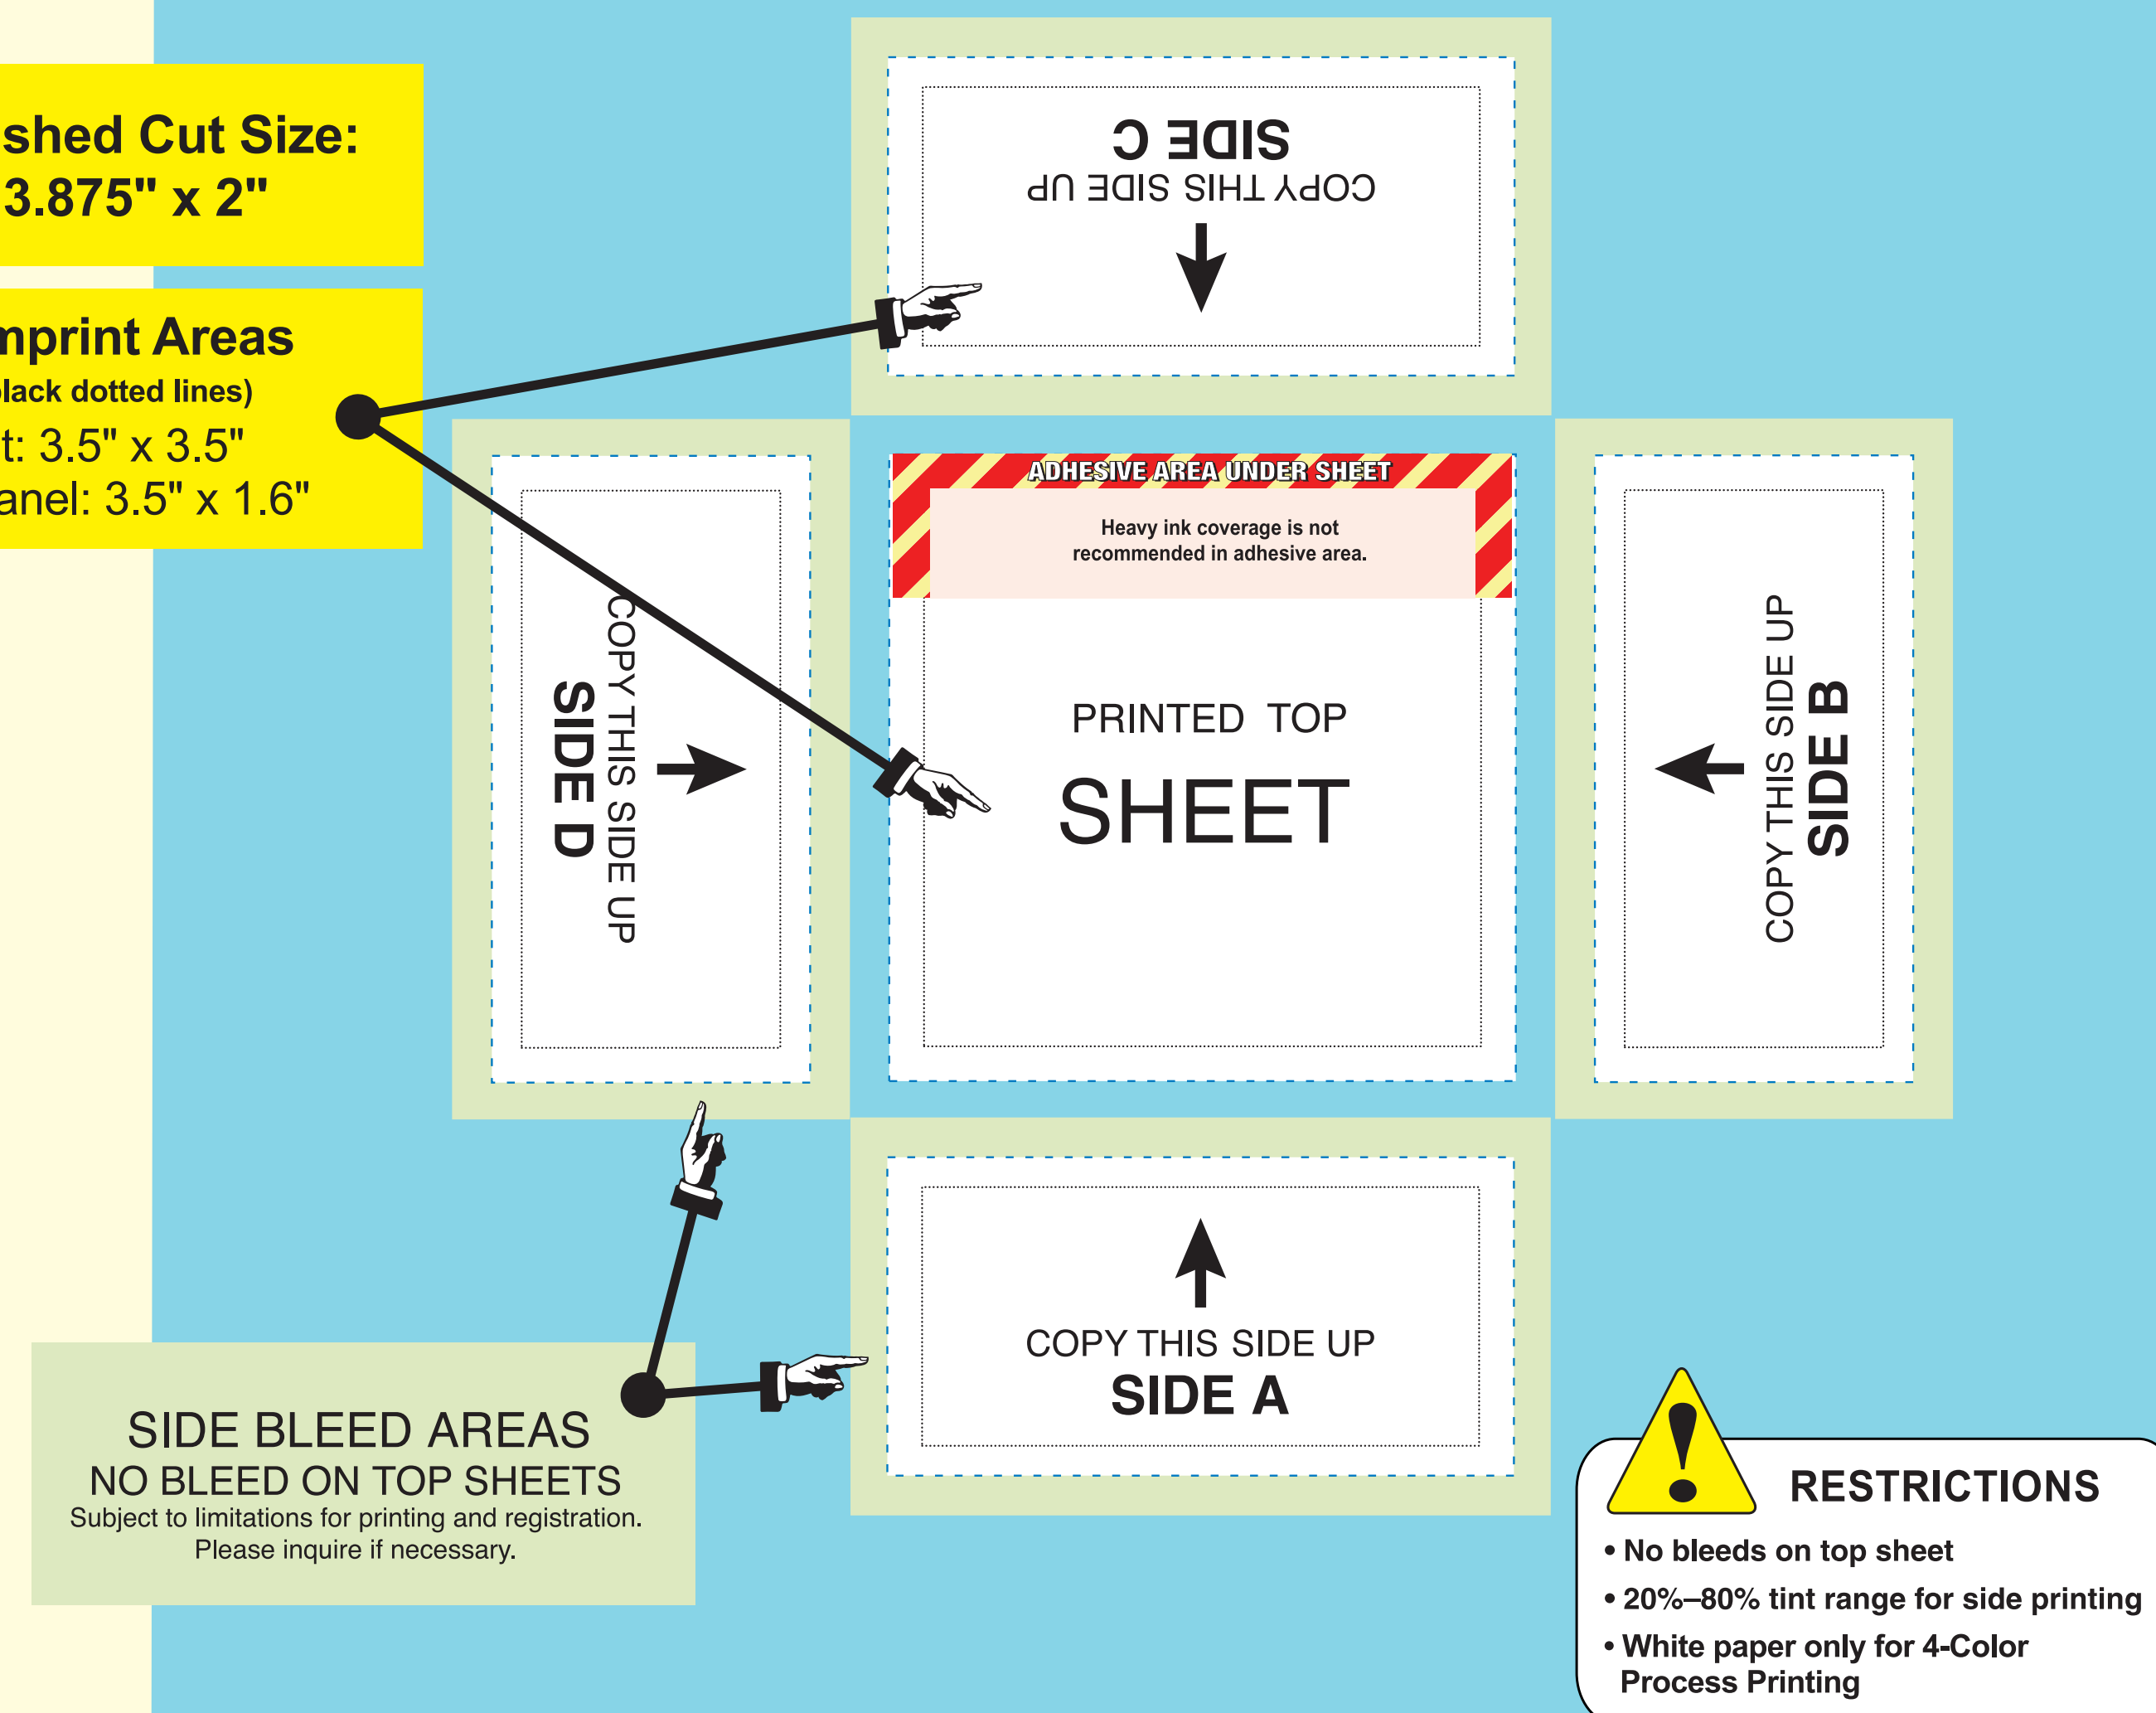 shed Cut Size:
3.875" x 2"
mprint Areas
lack dotted lines)
t: 3.5" x 3.5"
anel: 3.5" x 1.6"
SIDE C
COPY THIS SIDE UP
ADHESIVE AREA UNDER SHEET
Heavy ink coverage is not
recommended in adhesive area.
COPY THIS SIDE UP
SIDE D
PRINTED TOP
SHEET
COPY THIS SIDE UP
SIDE B
COPY THIS SIDE UP
SIDE A
SIDE BLEED AREAS
NO BLEED ON TOP SHEETS
Subject to limitations for printing and registration.
Please inquire if necessary.
!
RESTRICTIONS
• No bleeds on top sheet
• 20%–80% tint range for side printing
• White paper only for 4-Color
Process Printing